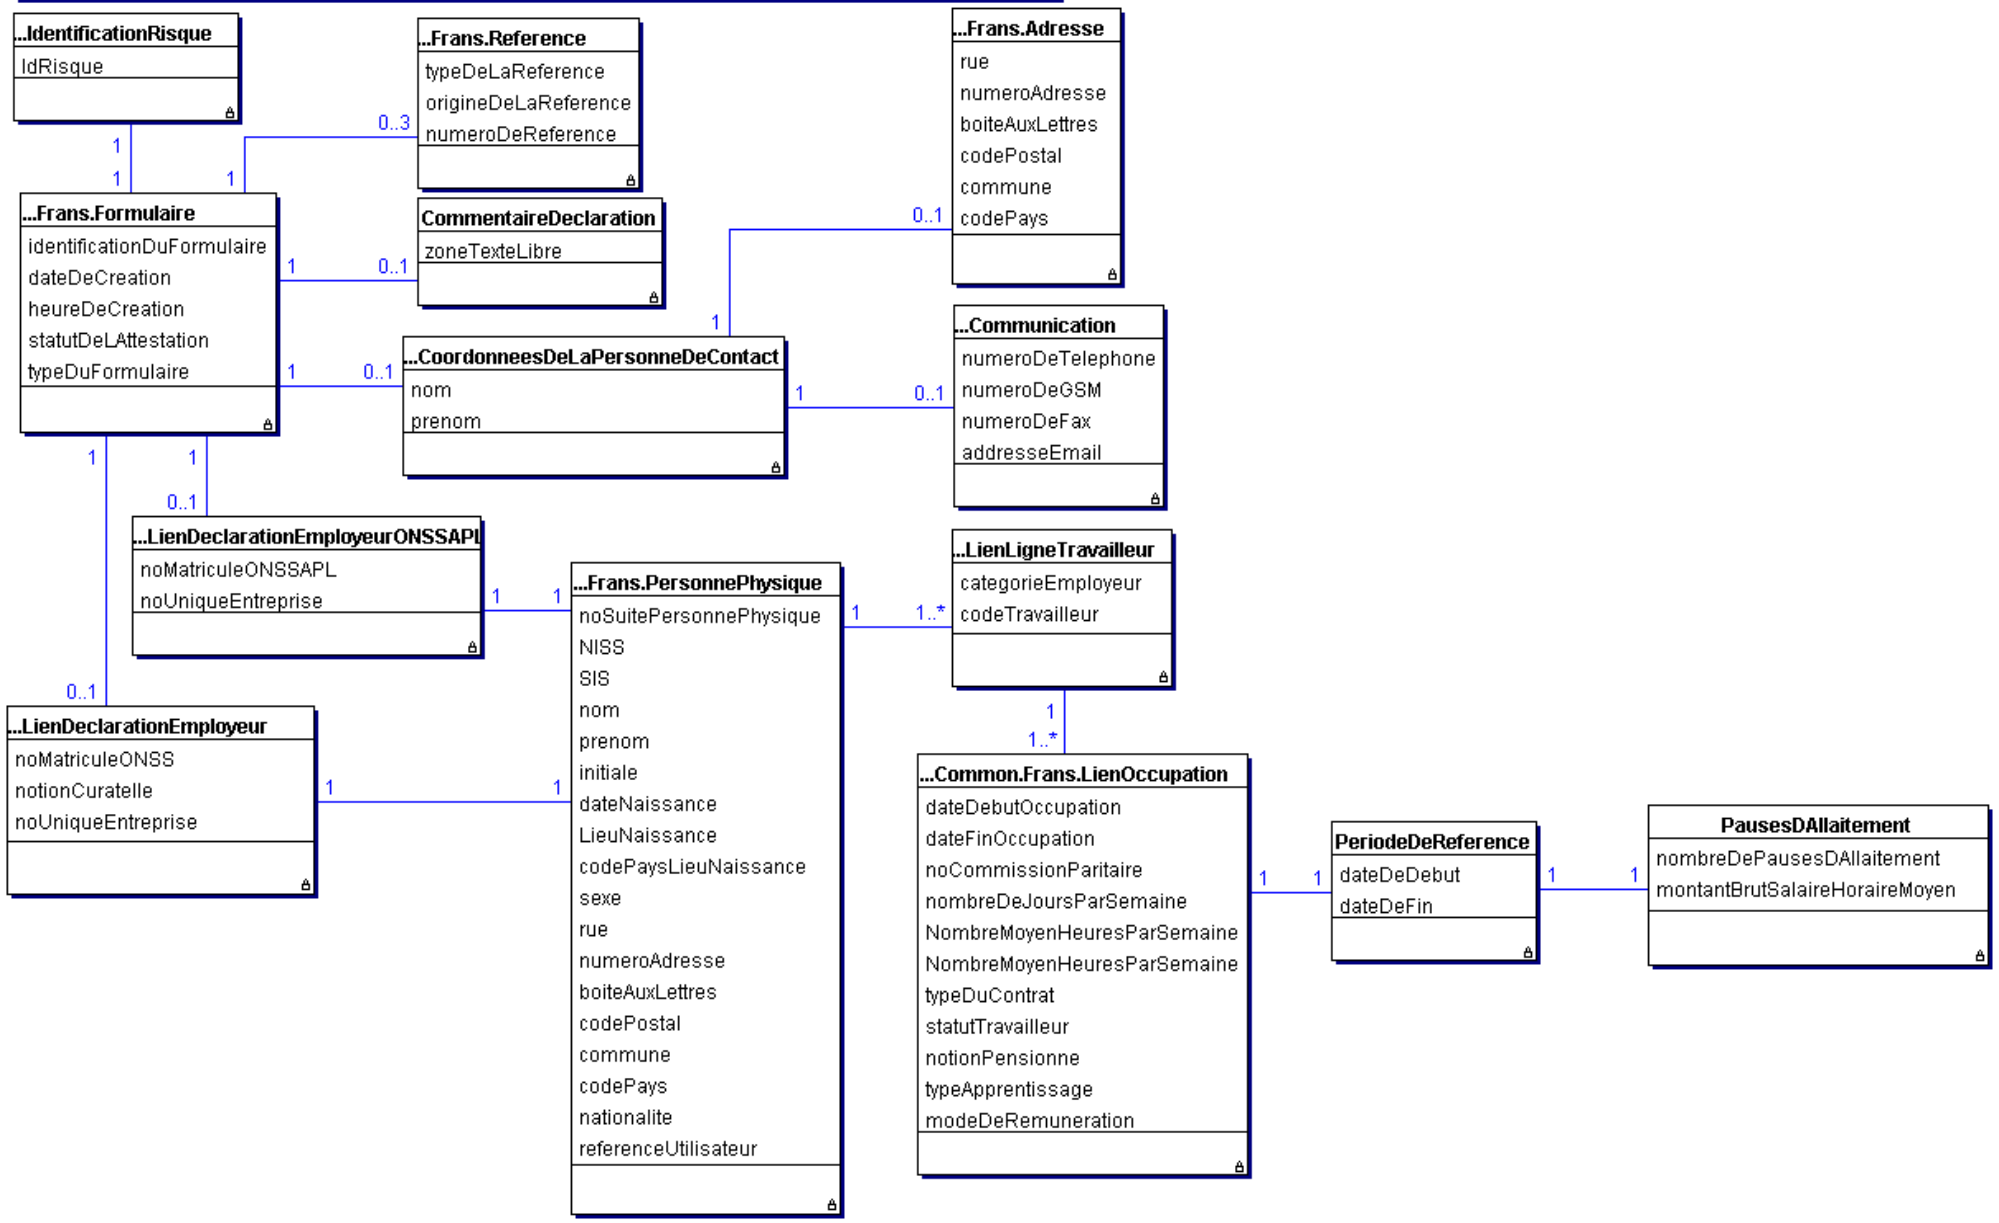 ...IdentificationRisque
IdRisque
1
1
...Frans.Reference
typeDeLaReference
origineDeLaReference
numeroDeReference
0..3
1
...Frans.Adresse
rue
numeroAdresse
boiteAuxLettres
codePostal
commune
codePays
0..1
1
...Frans.Formulaire
identificationDuFormulaire
dateDeCreation
heureDeCreation
statutDeLAttestation
typeDuFormulaire
CommentaireDeclaration
zoneTexteLibre
1
0..1
1
0..1
...CoordonneesDeLaPersonneDeContact
nom
prenom
1
0..1
...Communication
numeroDeTelephone
numeroDeGSM
numeroDeFax
addresseEmail
1
1
0..1
0..1
...LienDeclarationEmployeurONSSAPL
noMatriculeONSSAPL
noUniqueEntreprise
1
1
...LienDeclarationEmployeur
noMatriculeONSS
notionCuratelle
noUniqueEntreprise
1
1
...Frans.PersonnePhysique
noSuitePersonnePhysique
NISS
SIS
nom
prenom
initiale
dateNaissance
LieuNaissance
codePaysLieuNaissance
sexe
rue
numeroAdresse
boiteAuxLettres
codePostal
commune
codePays
nationalite
referenceUtilisateur
1
1..*
...LienLigneTravailleur
categorieEmployeur
codeTravailleur
1
1..*
...Common.Frans.LienOccupation
dateDebutOccupation
dateFinOccupation
noCommissionParitaire
nombreDeJoursParSemaine
NombreMoyenHeuresParSemaine
NombreMoyenHeuresParSemaine
typeDuContrat
statutTravailleur
notionPensionne
typeApprentissage
modeDeRemuneration
1
1
PeriodeDeReference
dateDeDebut
dateDeFin
1
1
PausesDAllaitement
nombreDePausesDAllaitement
montantBrutSalaireHoraireMoyen